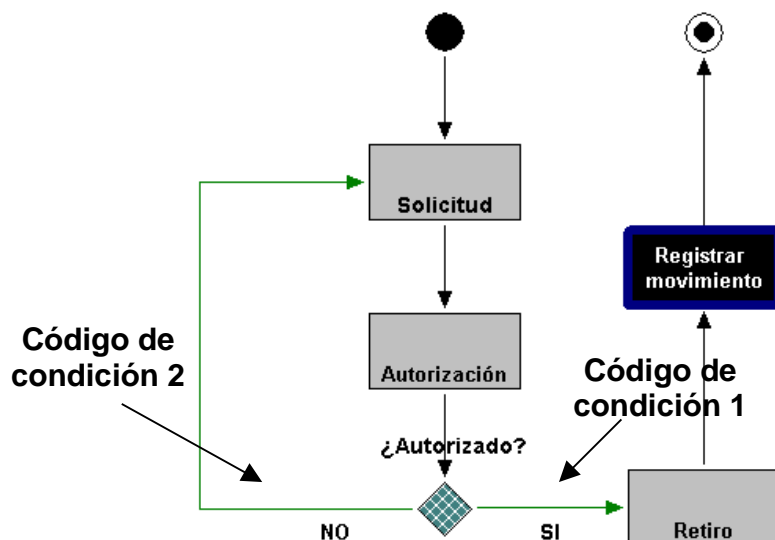 Solicitud
Registrar
movimiento
Código de
condición 2
Autorización
Código de
condición 1
¿Autorizado?
NO
SI
Retiro